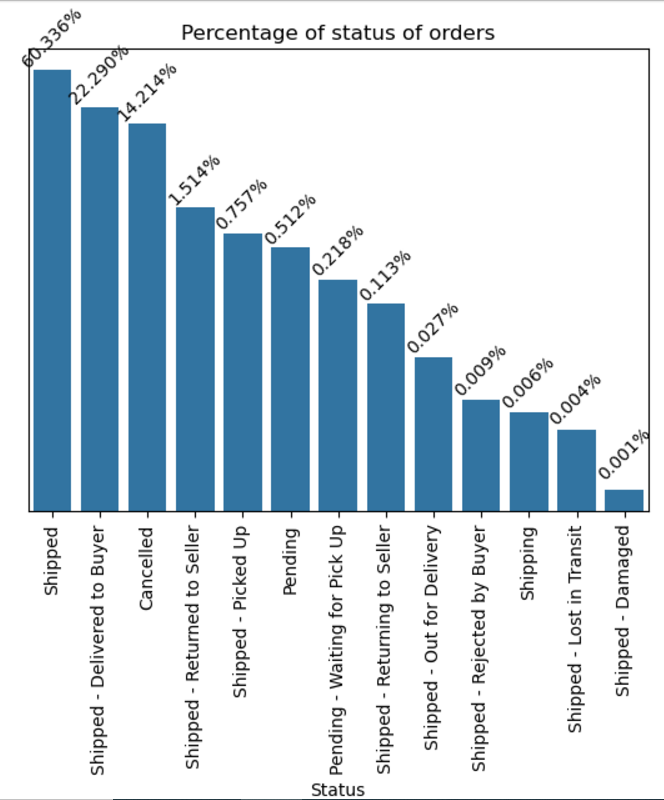 Percentage of status of orders
60.336%
22.290%
14.214%
1.514%
0.757%
0.512%
0.218%
0.113%
0.027%
0.009%
0.006%
0.004%
0.001%
Shipped
Shipped - Delivered to Buyer
Cancelled
Shipped - Returned to Seller
Shipped - Picked Up
Pending
Pending - Waiting for Pick Up
Shipped - Returning to Seller
Shipped - Out for Delivery
Shipped - Rejected by Buyer
Shipping
Shipped - Lost in Transit
Shipped - Damaged
Status